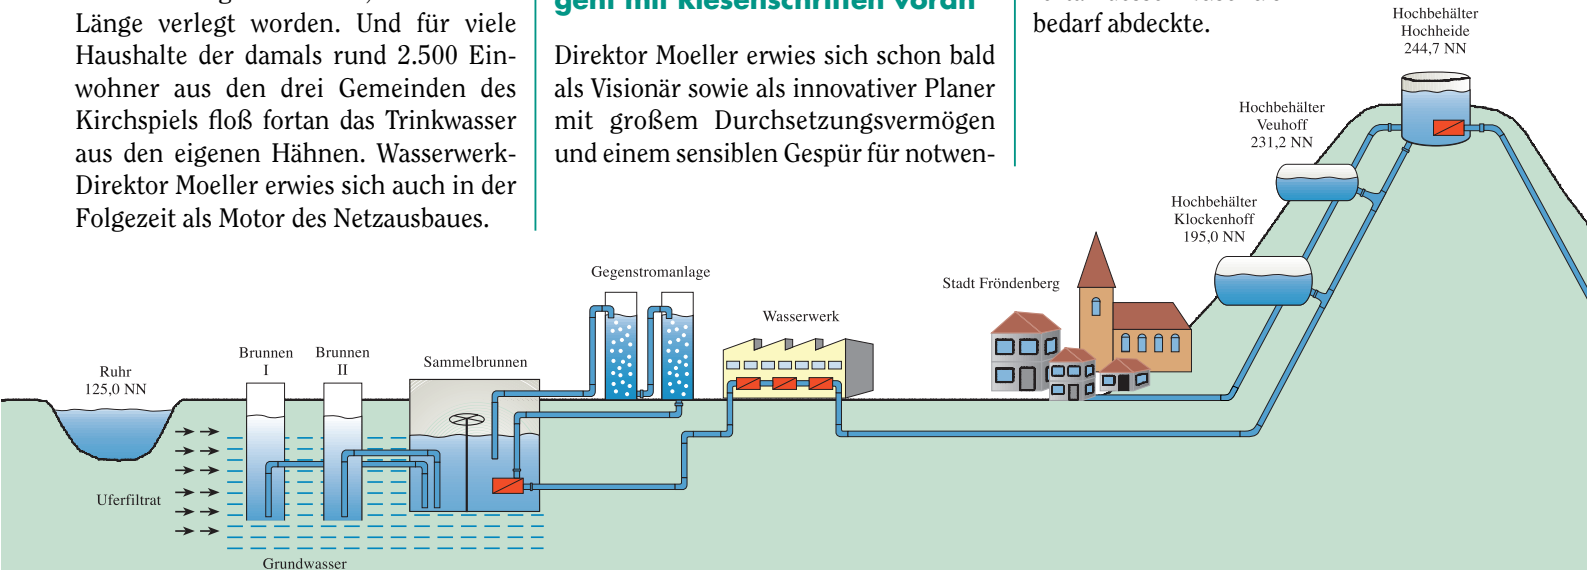 Länge verlegt worden. Und für viele
Haushalte der damals rund 2.500 Ein-
wohner aus den drei Gemeinden des
Kirchspiels floß fortan das Trinkwasser
aus den eigenen Hähnen. Wasserwerk-
Direktor Moeller erwies sich auch in der
Folgezeit als Motor des Netzausbaues.
geht mit Riesenschritten voran
Direktor Moeller erwies sich schon bald
als Visionär sowie als innovativer Planer
mit großem Durchsetzungsvermögen
und einem sensiblen Gespür für notwen-
bedarf abdeckte.
Hochbehälter
Hochheide
244,7 NN
Hochbehälter
Veuhoff
231,2 NN
Hochbehälter
Klockenhoff
195,0 NN
Stadt Fröndenberg
Gegenstromanlage
Wasserwerk
Sammelbrunnen
Brunnen
I
Brunnen
II
Ruhr
125,0 NN
Uferfiltrat
Grundwasser